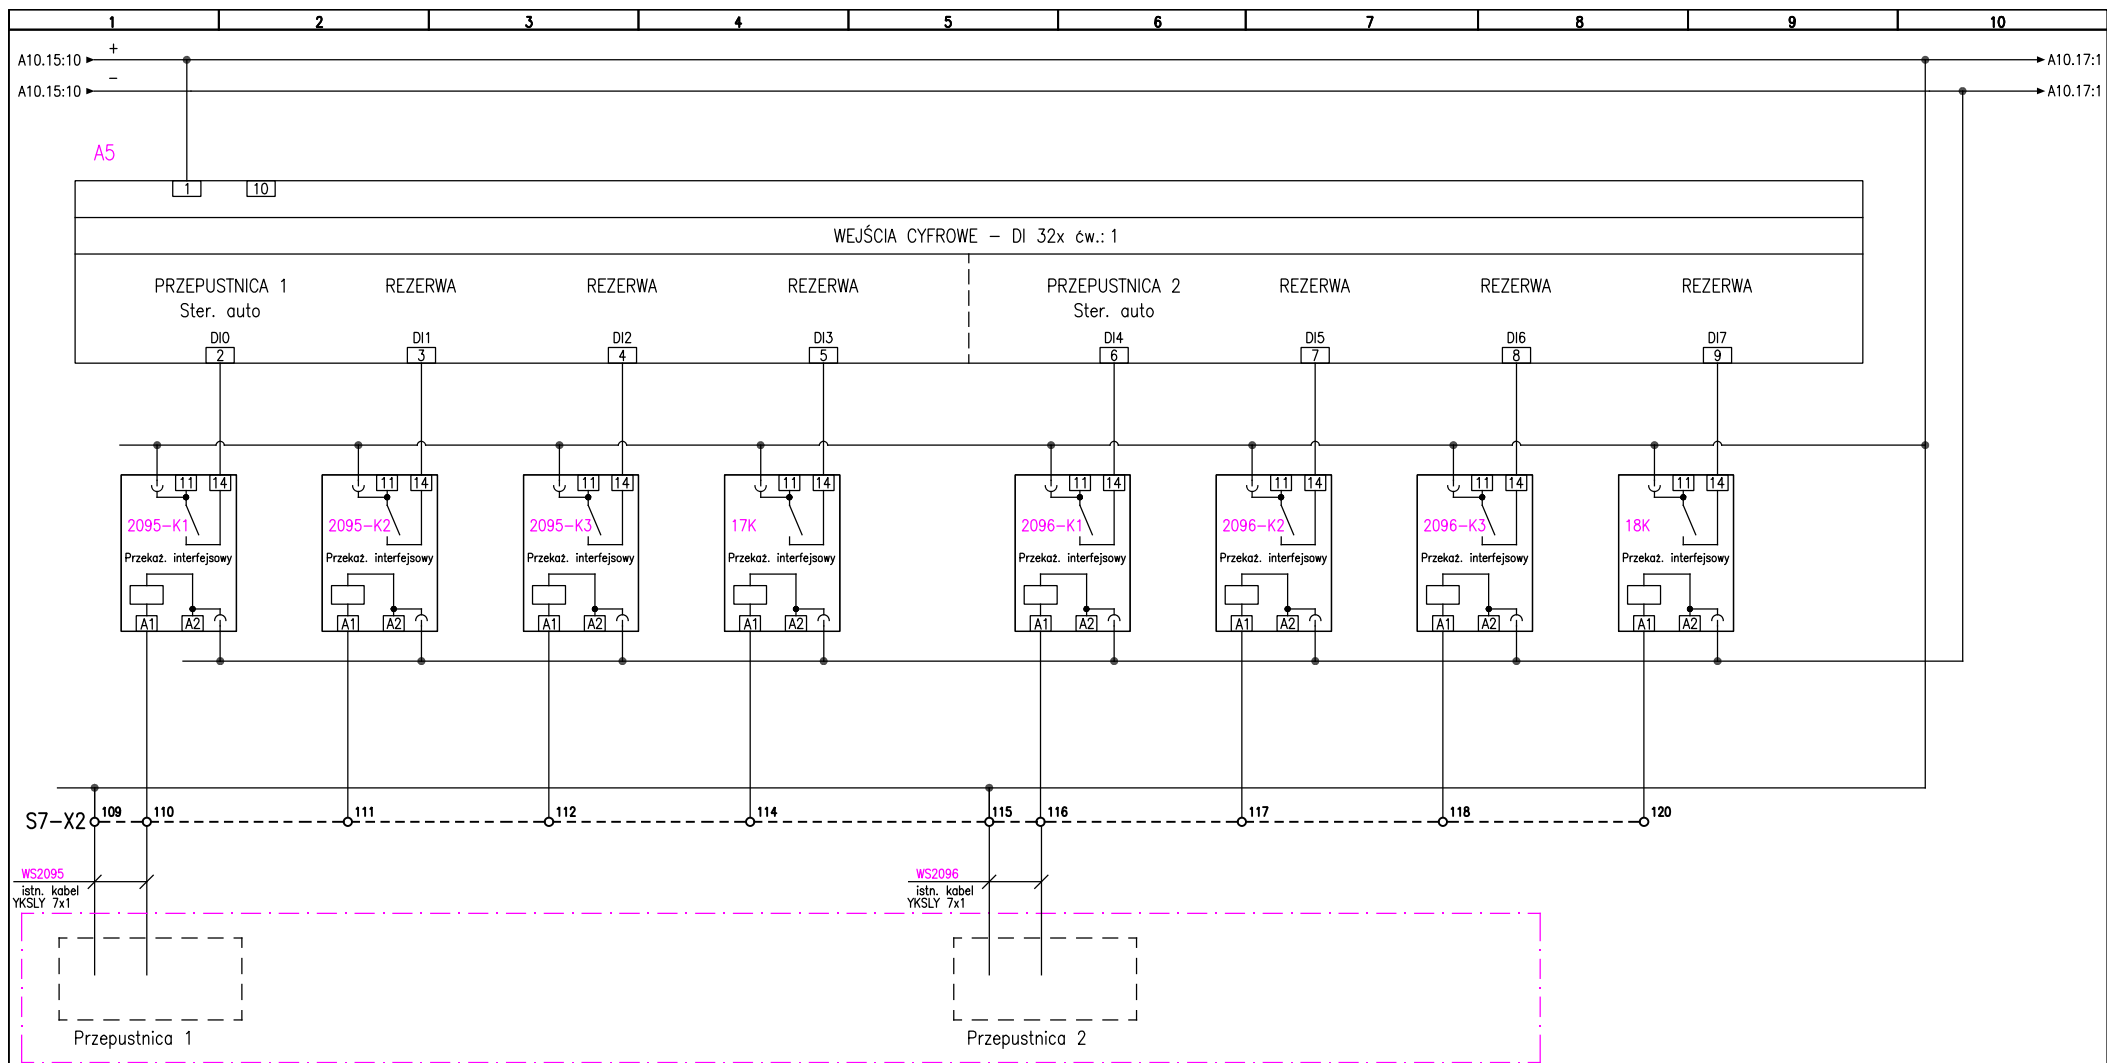 1 2 3 4 5 6 7 8 9 10
+
A10.15:10 A10.17:1
−
A10.15:10 A10.17:1
A5
1 10
WEJŚCIA CYFROWE − DI 32x ćw.: 1
PRZEPUSTNICA 1 REZERWA REZERWA REZERWA PRZEPUSTNICA 2 REZERWA REZERWA REZERWA
Ster. auto Ster. auto
DI0 DI1 DI2 DI3 DI4 DI5 DI6 DI7
2 3 4 5 6 7 8 9
11 14 11 14 11 14 11 14 11 14 11 14 11 14 11 14
2095−K1 2095−K2 2095−K3 17K 2096−K1 2096−K2 2096−K3 18K
Przekaź. interfejsowy Przekaź. interfejsowy Przekaź. interfejsowy Przekaź. interfejsowy Przekaź. interfejsowy Przekaź. interfejsowy Przekaź. interfejsowy Przekaź. interfejsowy
A1 A2 A1 A2 A1 A2 A1 A2 A1 A2 A1 A2 A1 A2 A1 A2
S7−X2 109 110 111 112 114 115 116 117 118 120
WS2095 WS2096
istn. kabel istn. kabel
YKSLY 7x1 YKSLY 7x1
Przepustnica 1 Przepustnica 2